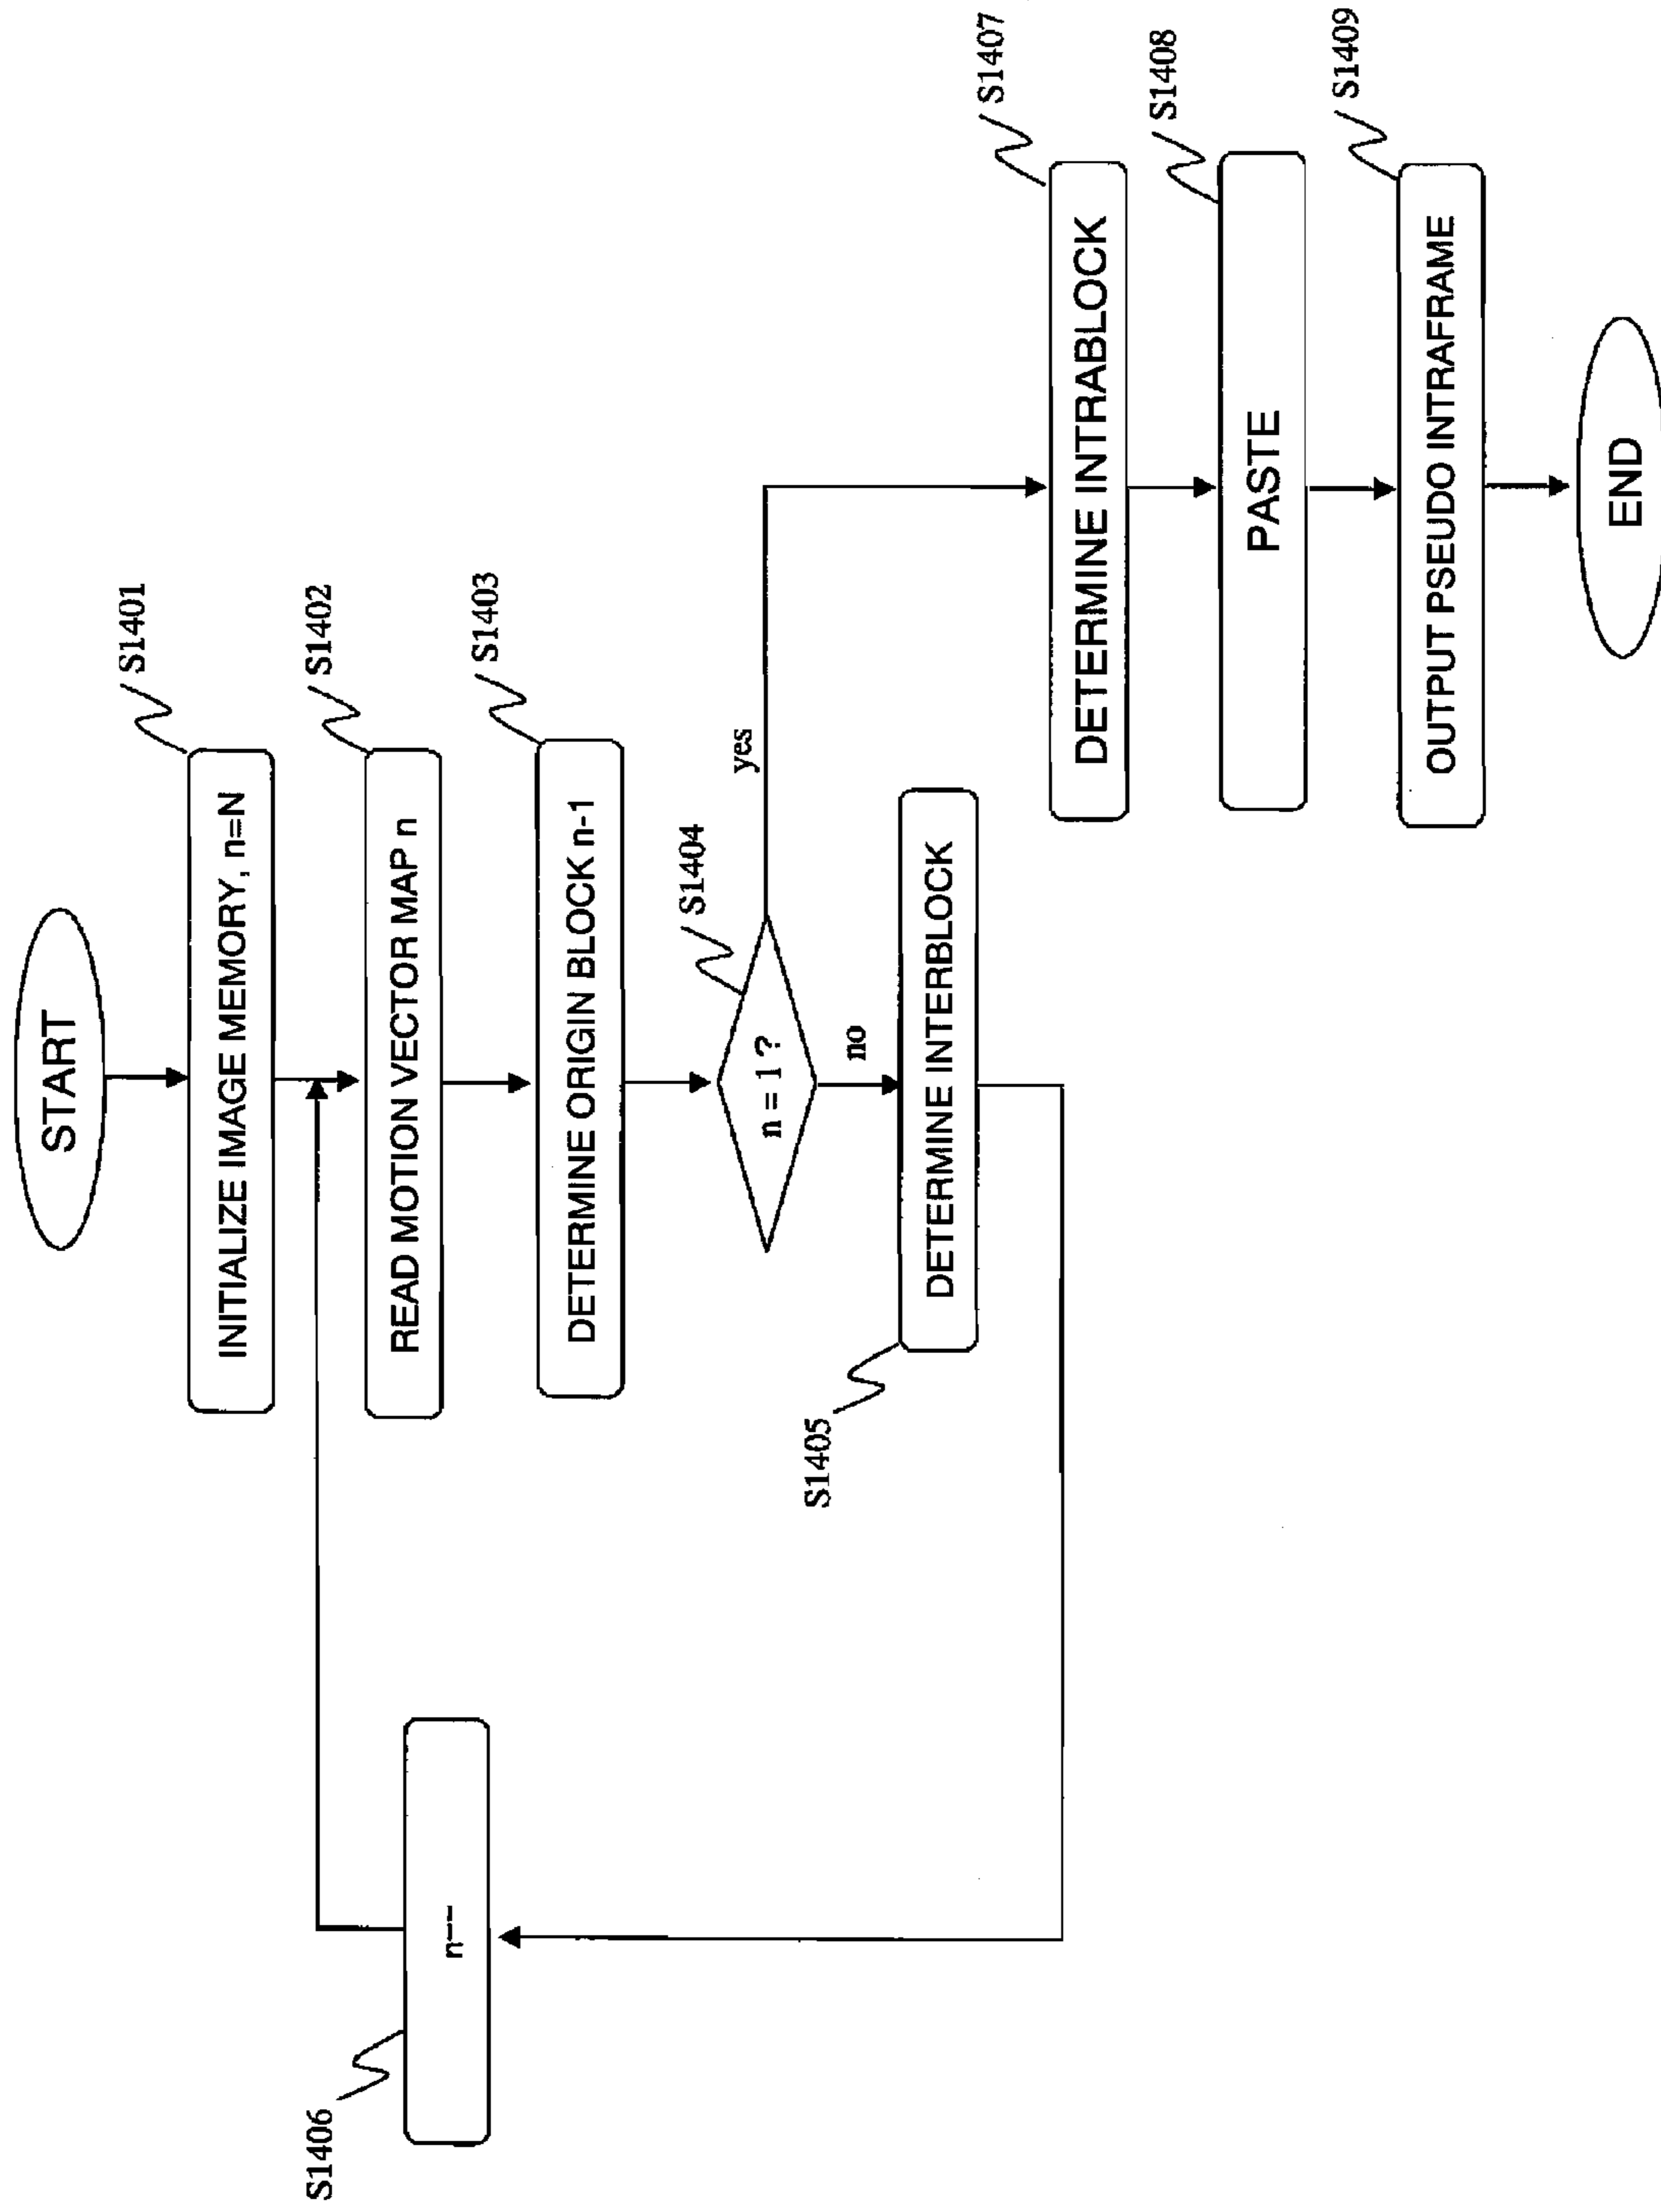 START
S1401
INITIALIZE IMAGE MEMORY, n=N
S1402
READ MOTION VECTOR MAP n
S1403
DETERMINE ORIGIN BLOCK n-1
S1404
n = 1 ?
yes
no
S1405
DETERMINE INTERBLOCK
S1406
n--
S1407
DETERMINE INTRABLOCK
S1408
PASTE
S1409
OUTPUT PSEUDO INTRAFRAME
END